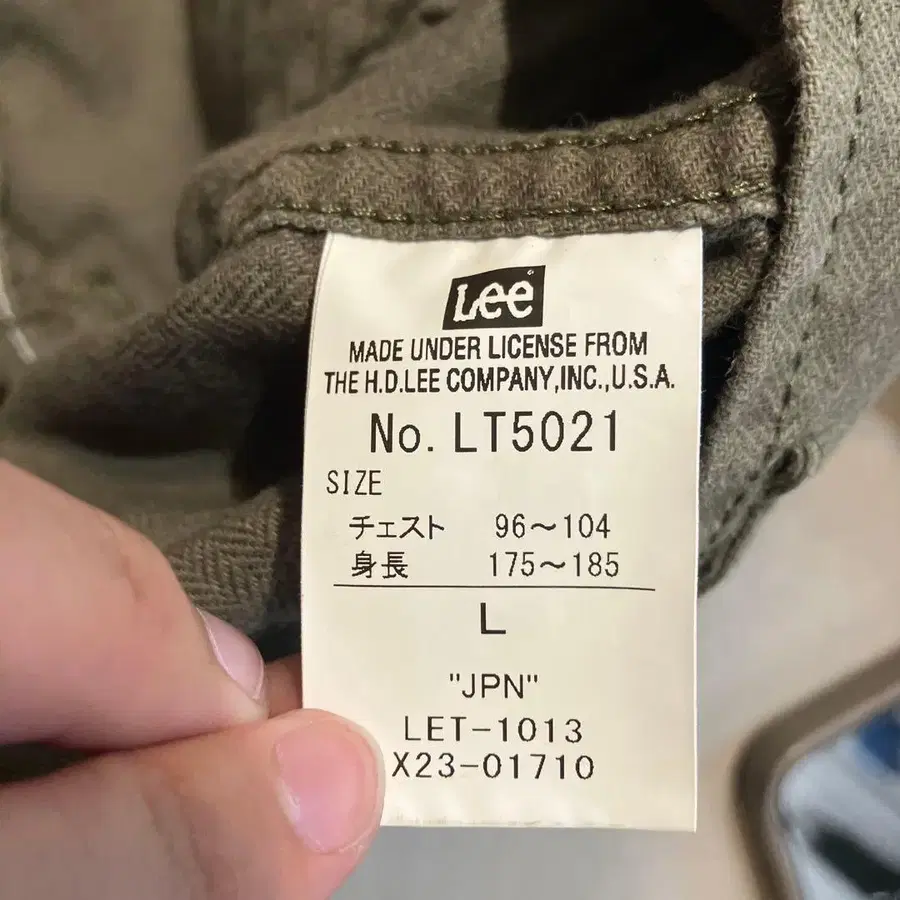 Lee
MADE UNDER LICENSE FROM
THE H.D.LEE COMPANY,INC.,U.S.A.
No. LT5021
SIZE
チェスト 96～104
身長 175～185
L
"JPN"
LET-1013
X23-01710